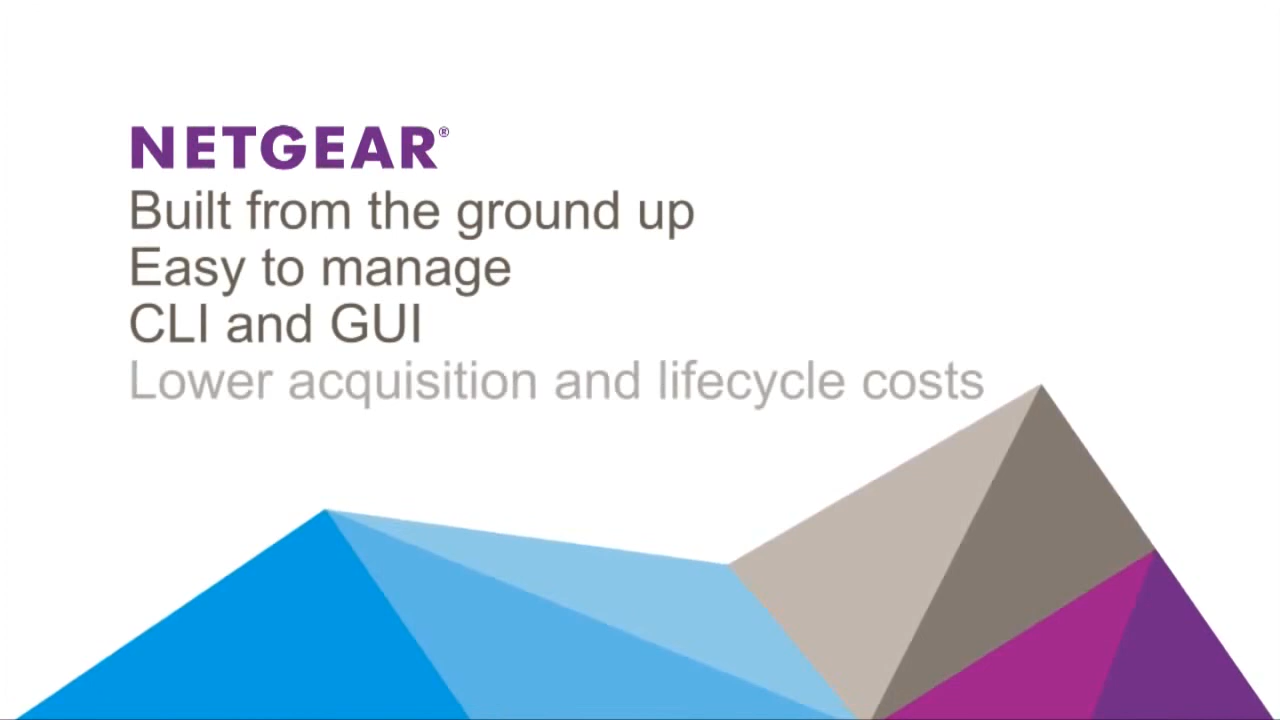 NETGEAR®
Built from the ground up
Easy to manage
CLI and GUI
Lower acquisition and lifecycle costs